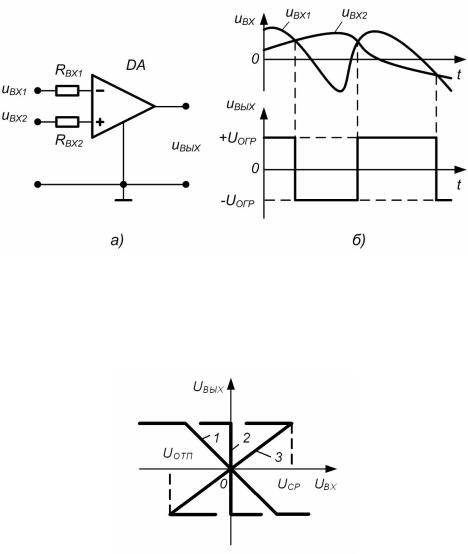 DA
RВХ1
uВХ1
−
uВХ2
+
RВХ2
uВЫХ
а)
uВХ
uВХ1
uВХ2
0
t
uВЫХ
+UОГР
0
t
-UОГР
б)
UВЫХ
1
2
UОТП
3
0
UСР
UВХ